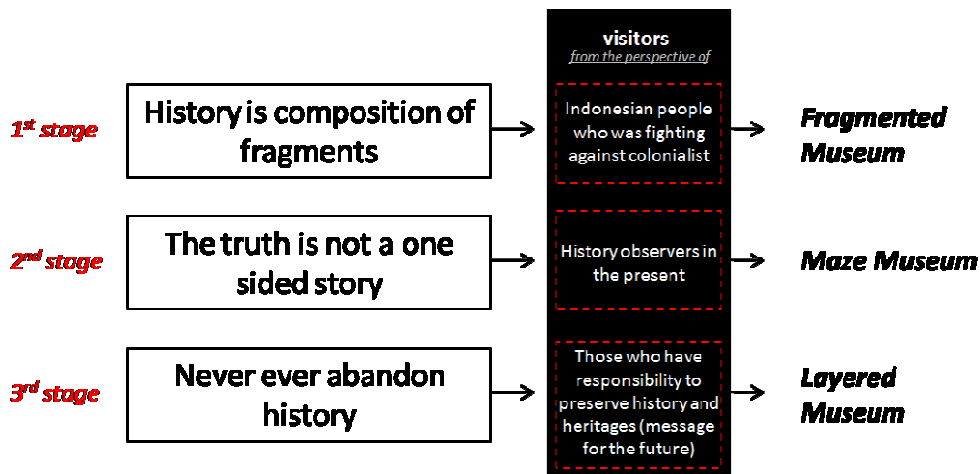 visitors
from the perspective of
1st stage
History is composition of
fragments
Indonesian people
who was fighting
against colonialist
Fragmented
Museum
2nd stage
The truth is not a one
sided story
History observers in
the present
Maze Museum
3rd stage
Never ever abandon
history
Those who have
responsibility to
preserve history and
heritages (message
for the future)
Layered
Museum